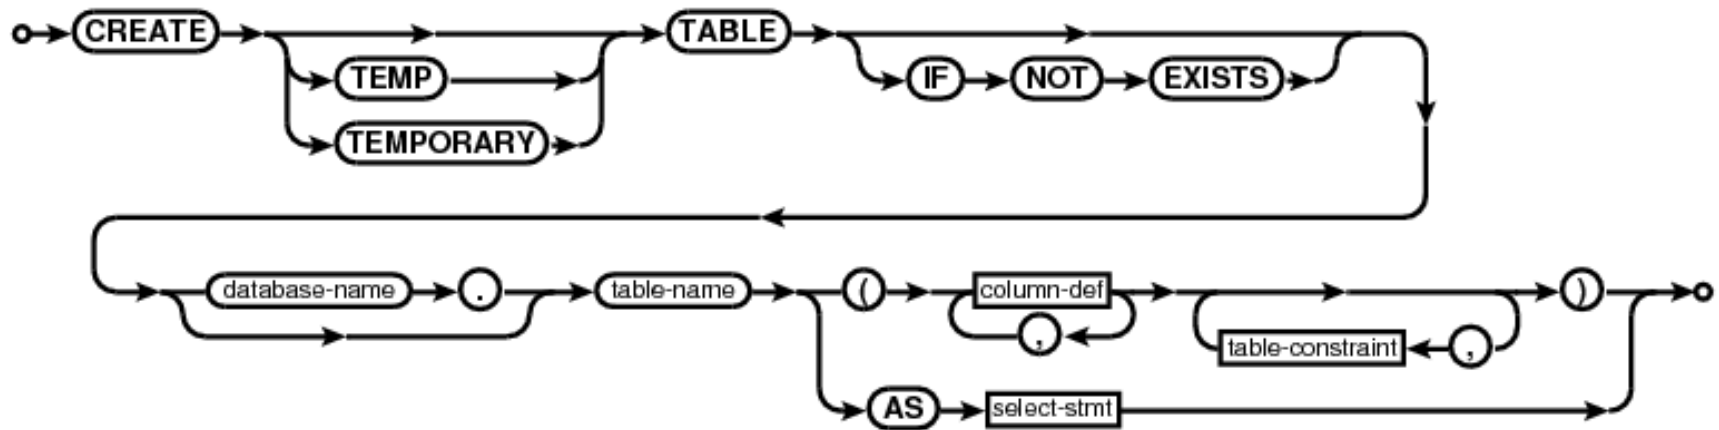 CREATE TABLE
TEMP IF NOT EXISTS
TEMPORARY
database-name . table-name ( column-def )
, table-constraint ,
AS select-stmt